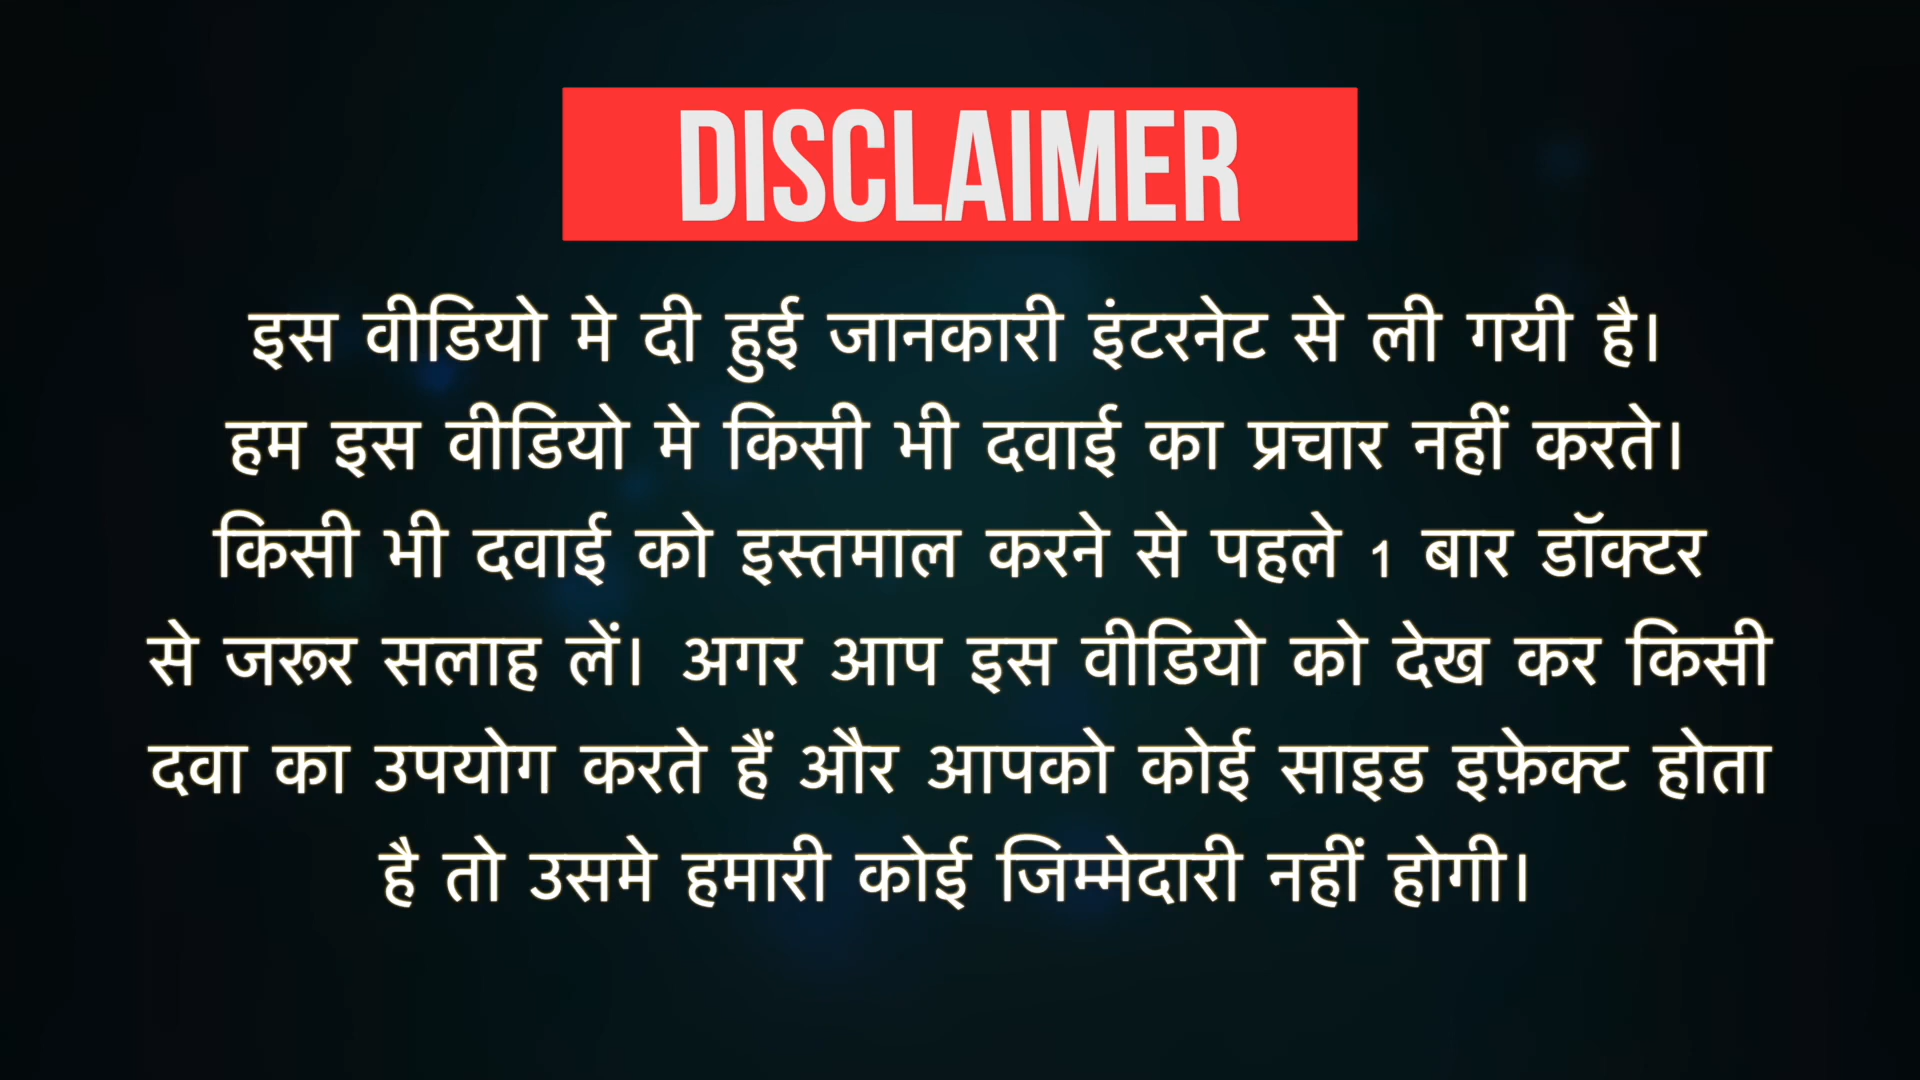 DISCLAIMER
इस वीडियो मे दी हुई जानकारी इंटरनेट से ली गयी है।
हम इस वीडियो मे किसी भी दवाई का प्रचार नहीं करते।
किसी भी दवाई को इस्तमाल करने से पहले 1 बार डॉक्टर
से जरूर सलाह लें। अगर आप इस वीडियो को देख कर किसी
दवा का उपयोग करते हैं और आपको कोई साइड इफ़ेक्ट होता
है तो उसमे हमारी कोई जिम्मेदारी नहीं होगी।